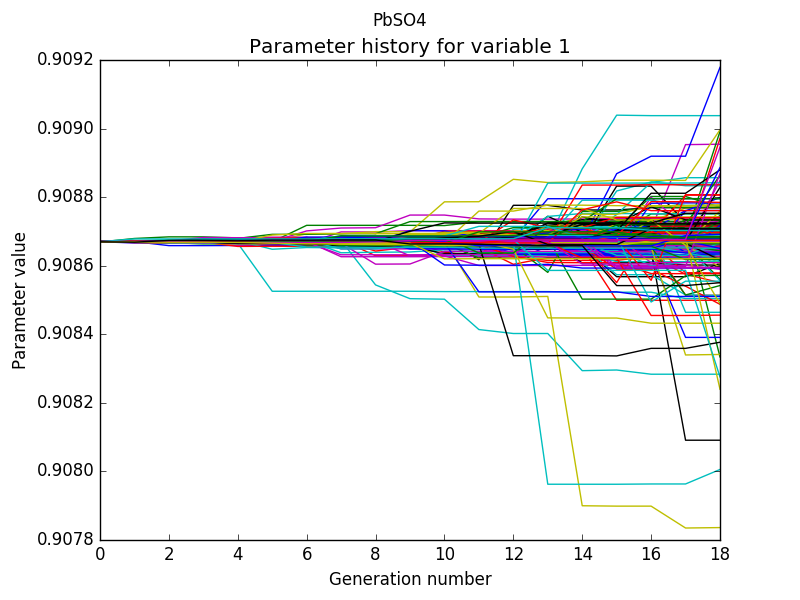 PbSO4
Parameter history for variable 1
0.9092
0.9090
0.9088
0.9086
0.9084
0.9082
0.9080
0.9078
Parameter value
0 2 4 6 8 10 12 14 16 18
Generation number